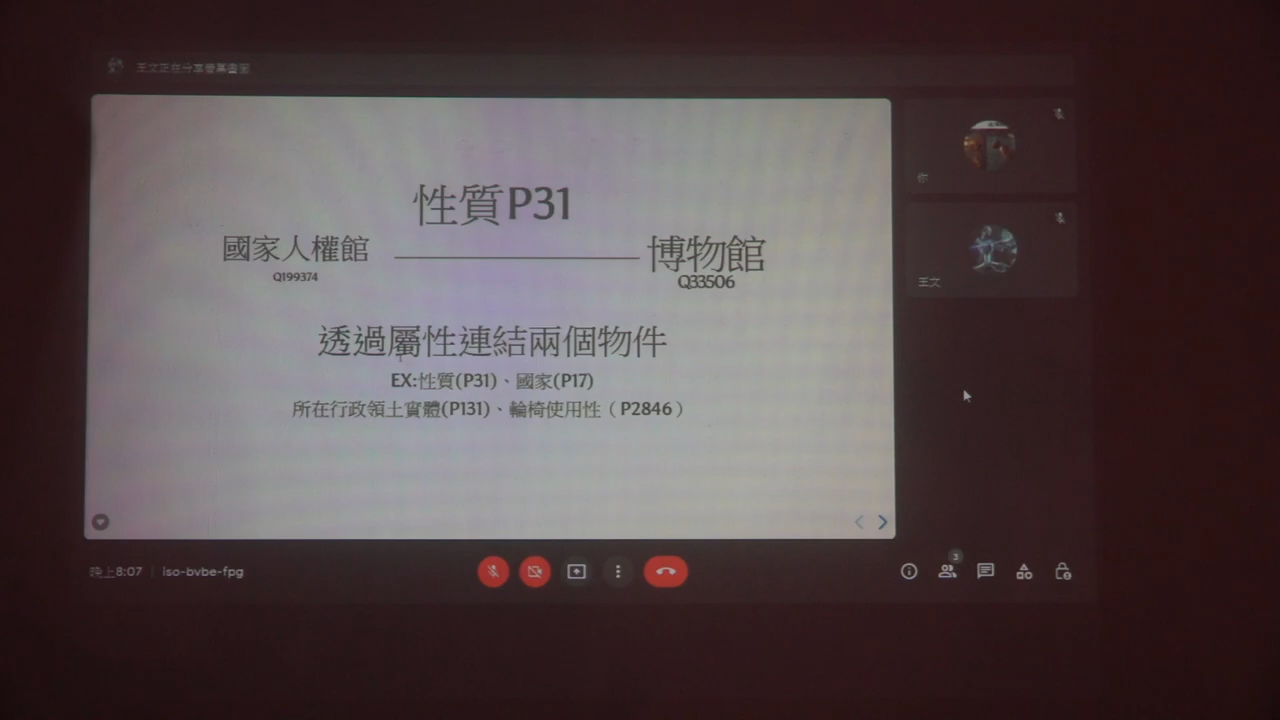 王文正在分享螢幕畫面
性質P31
國家人權館
博物館
Q199374
Q33506
透過屬性連結兩個物件
EX:性質(P31)、國家(P17)
所在行政領土實體(P131)、輪椅使用性（P2846）
你
王文
晚上8:07
iso-bvbe-fpg
3